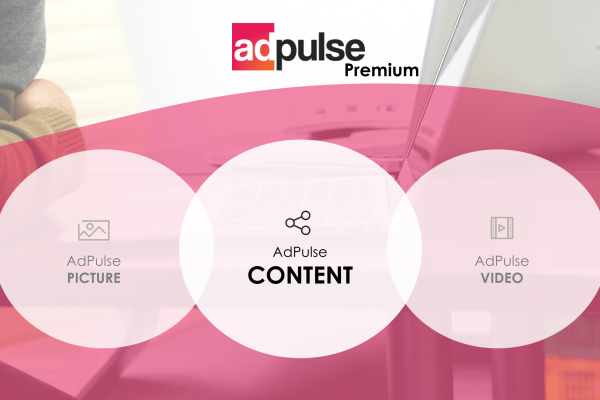 adpulse
Premium
AdPulse
PICTURE
AdPulse
CONTENT
AdPulse
VIDEO